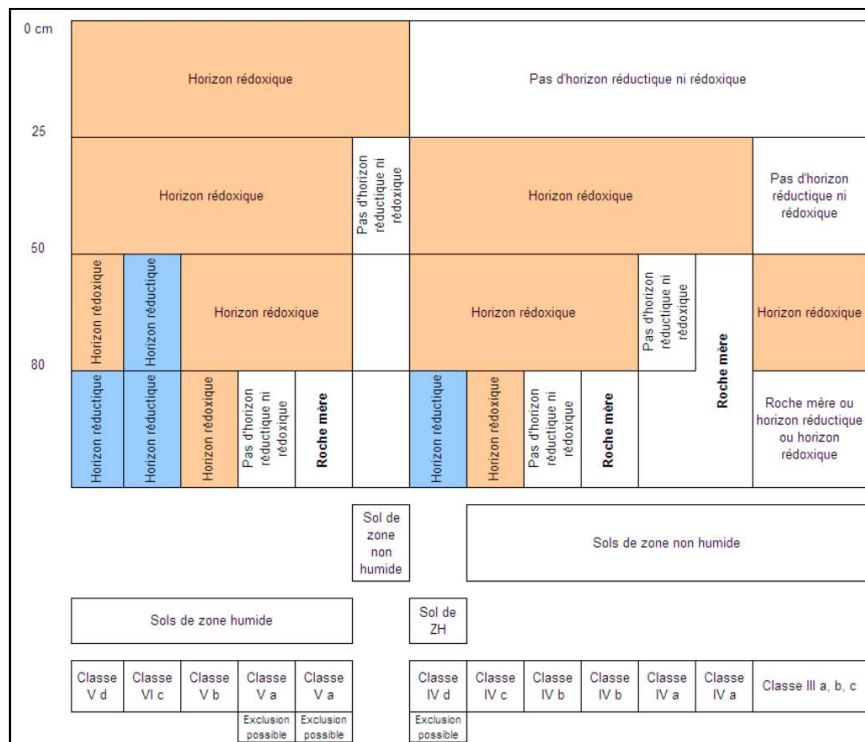 0 cm
Horizon rédoxique
Pas d'horizon réductique ni rédoxique
25
Horizon rédoxique
Pas d'horizon
réductique ni
rédoxique
Horizon rédoxique
Pas d'horizon
réductique ni
rédoxique
50
Horizon rédoxique
Horizon réductique
Horizon rédoxique
Horizon rédoxique
Pas d'horizon
réductique ni
rédoxique
Roche mère
Horizon rédoxique
80
Horizon réductique
Horizon réductique
Horizon rédoxique
Pas d'horizon
réductique ni
rédoxique
Roche mère
Horizon réductique
Horizon rédoxique
Pas d'horizon
réductique ni
rédoxique
Roche mère
Roche mère ou
horizon réductique
ou horizon
rédoxique
Sol de
zone
non
humide
Sols de zone non humide
Sols de zone humide
Sol de
ZH
Classe
V d
Classe
VI c
Classe
V b
Classe
V a
Classe
V a
Classe
IV d
Classe
IV c
Classe
IV b
Classe
IV b
Classe
IV a
Classe
IV a
Classe III a, b, c
Exclusion
possible
Exclusion
possible
Exclusion
possible